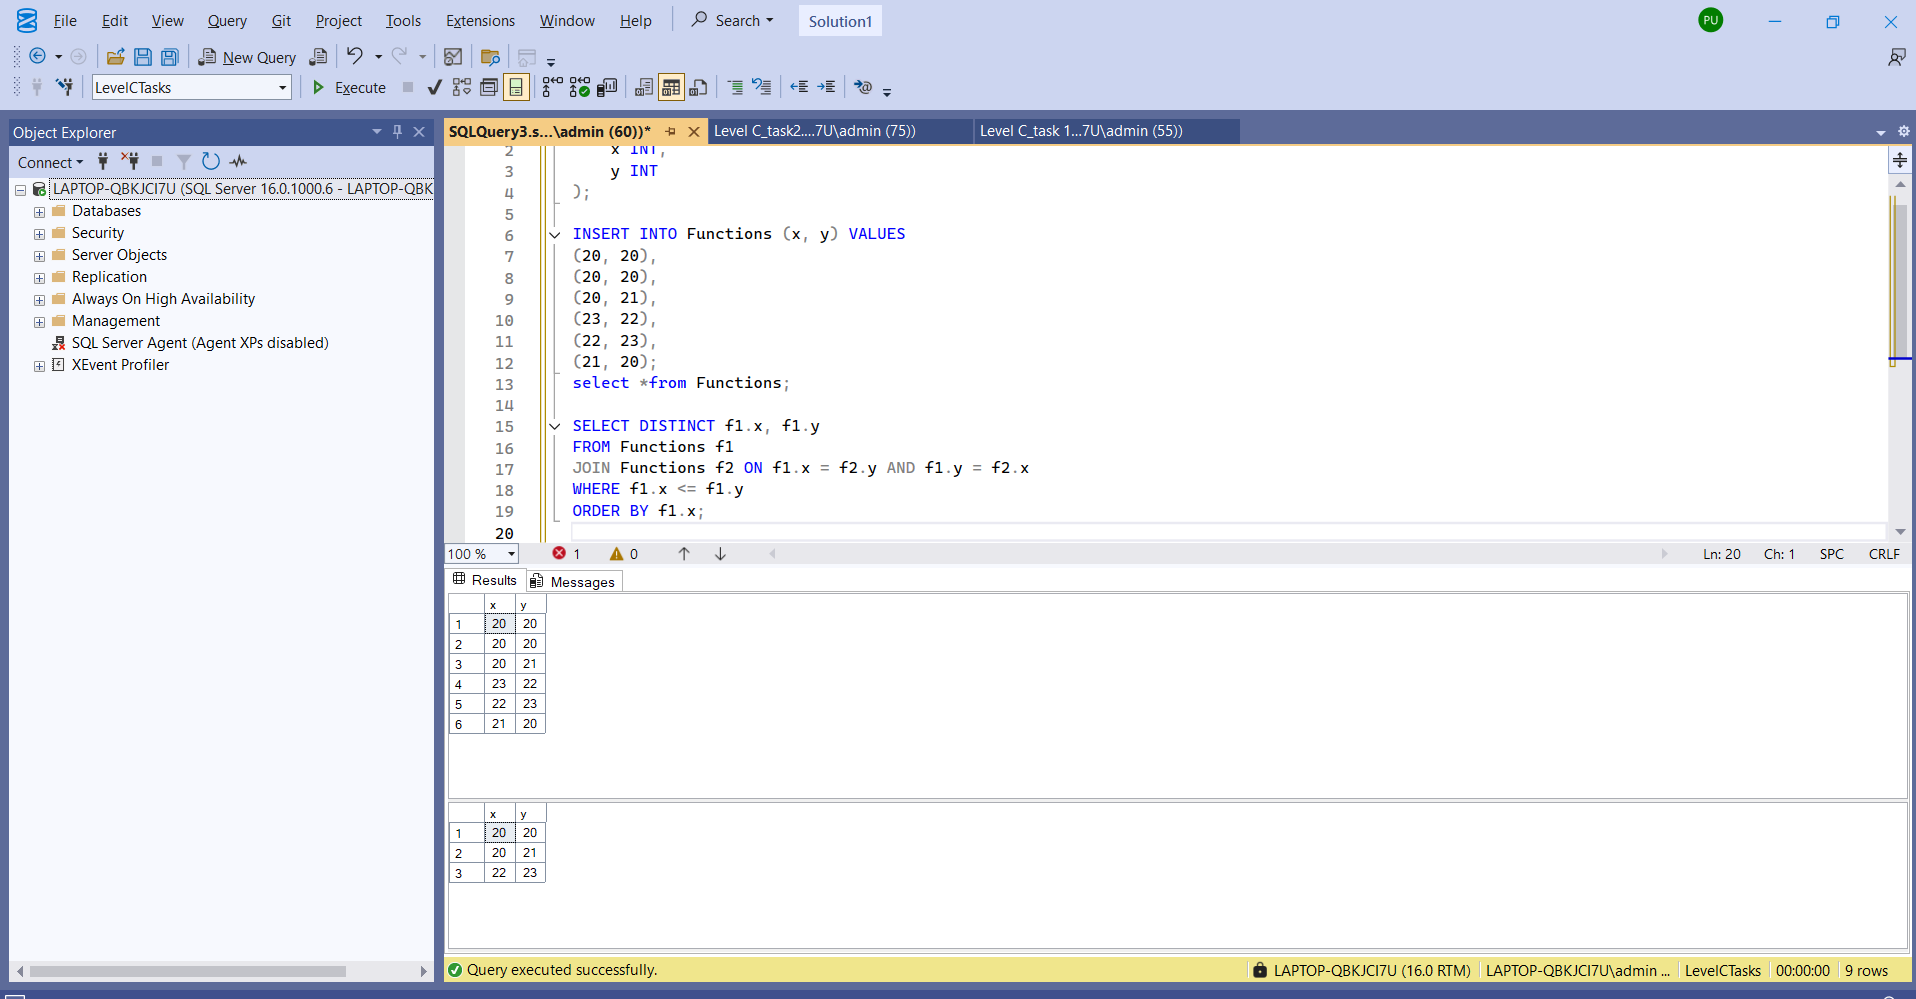 File Edit View Query Git Project Tools Extensions Window Help Search Solution1 PU
New Query
LevelCTasks Execute
Object Explorer
Connect
LAPTOP-QBKJCI7U (SQL Server 16.0.1000.6 - LAPTOP-QBK
Databases
Security
Server Objects
Replication
Always On High Availability
Management
SQL Server Agent (Agent XPs disabled)
XEvent Profiler
SQLQuery3.s...\admin (60))* Level C_task2....7U\admin (75)) Level C_task 1...7U\admin (55))
2 x INT,
3 y INT
4 );
5
6 INSERT INTO Functions (x, y) VALUES
7 (20, 20),
8 (20, 20),
9 (20, 21),
10 (23, 22),
11 (22, 23),
12 (21, 20);
13 select *from Functions;
14
15 SELECT DISTINCT f1.x, f1.y
16 FROM Functions f1
17 JOIN Functions f2 ON f1.x = f2.y AND f1.y = f2.x
18 WHERE f1.x <= f1.y
19 ORDER BY f1.x;
20
100 % 1 0 Ln: 20 Ch: 1 SPC CRLF
Results Messages
x y
1 20 20
2 20 20
3 20 21
4 23 22
5 22 23
6 21 20
x y
1 20 20
2 20 21
3 22 23
Query executed successfully. LAPTOP-QBKJCI7U (16.0 RTM) LAPTOP-QBKJCI7U\admin ... LevelCTasks 00:00:00 9 rows